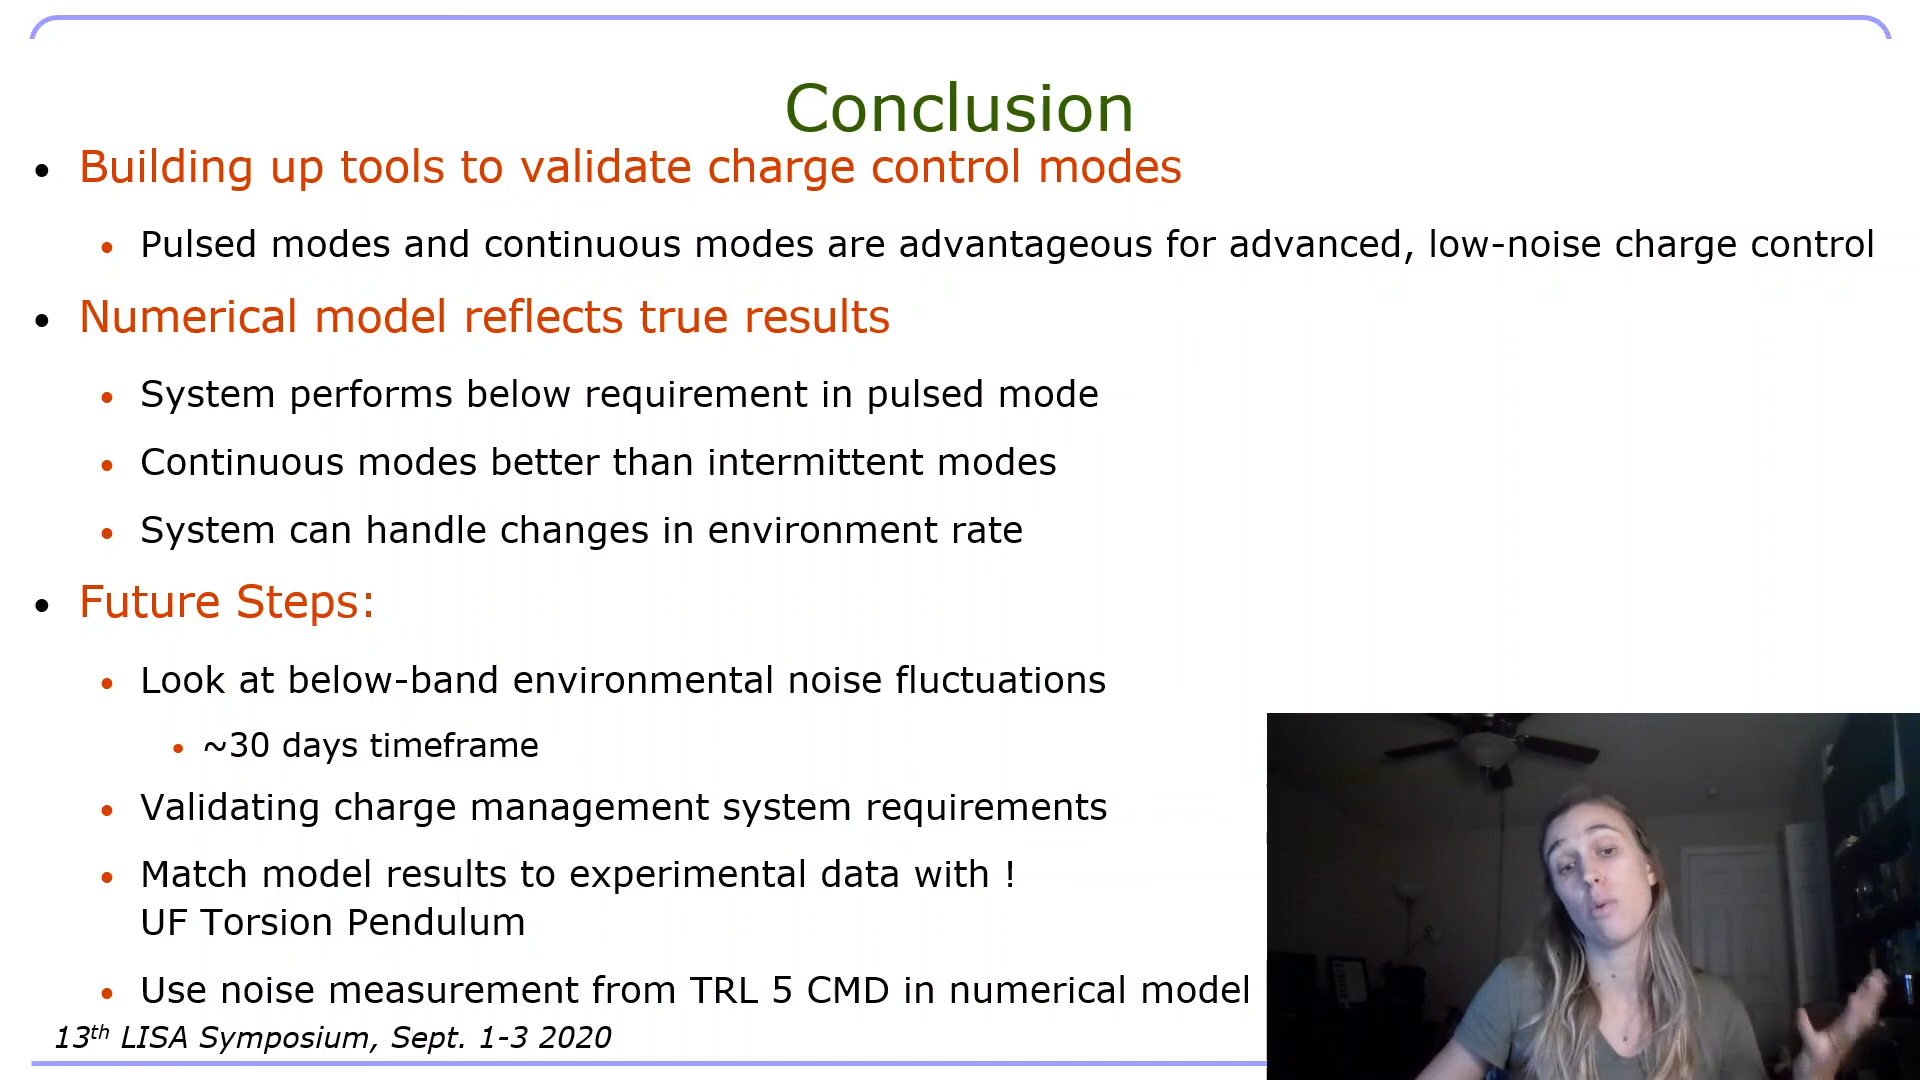 Conclusion
• Building up tools to validate charge control modes
• Pulsed modes and continuous modes are advantageous for advanced, low-noise charge control
• Numerical model reflects true results
• System performs below requirement in pulsed mode
• Continuous modes better than intermittent modes
• System can handle changes in environment rate
• Future Steps:
• Look at below-band environmental noise fluctuations
• ~30 days timeframe
• Validating charge management system requirements
• Match model results to experimental data with !
UF Torsion Pendulum
• Use noise measurement from TRL 5 CMD in numerical model
13th LISA Symposium, Sept. 1-3 2020